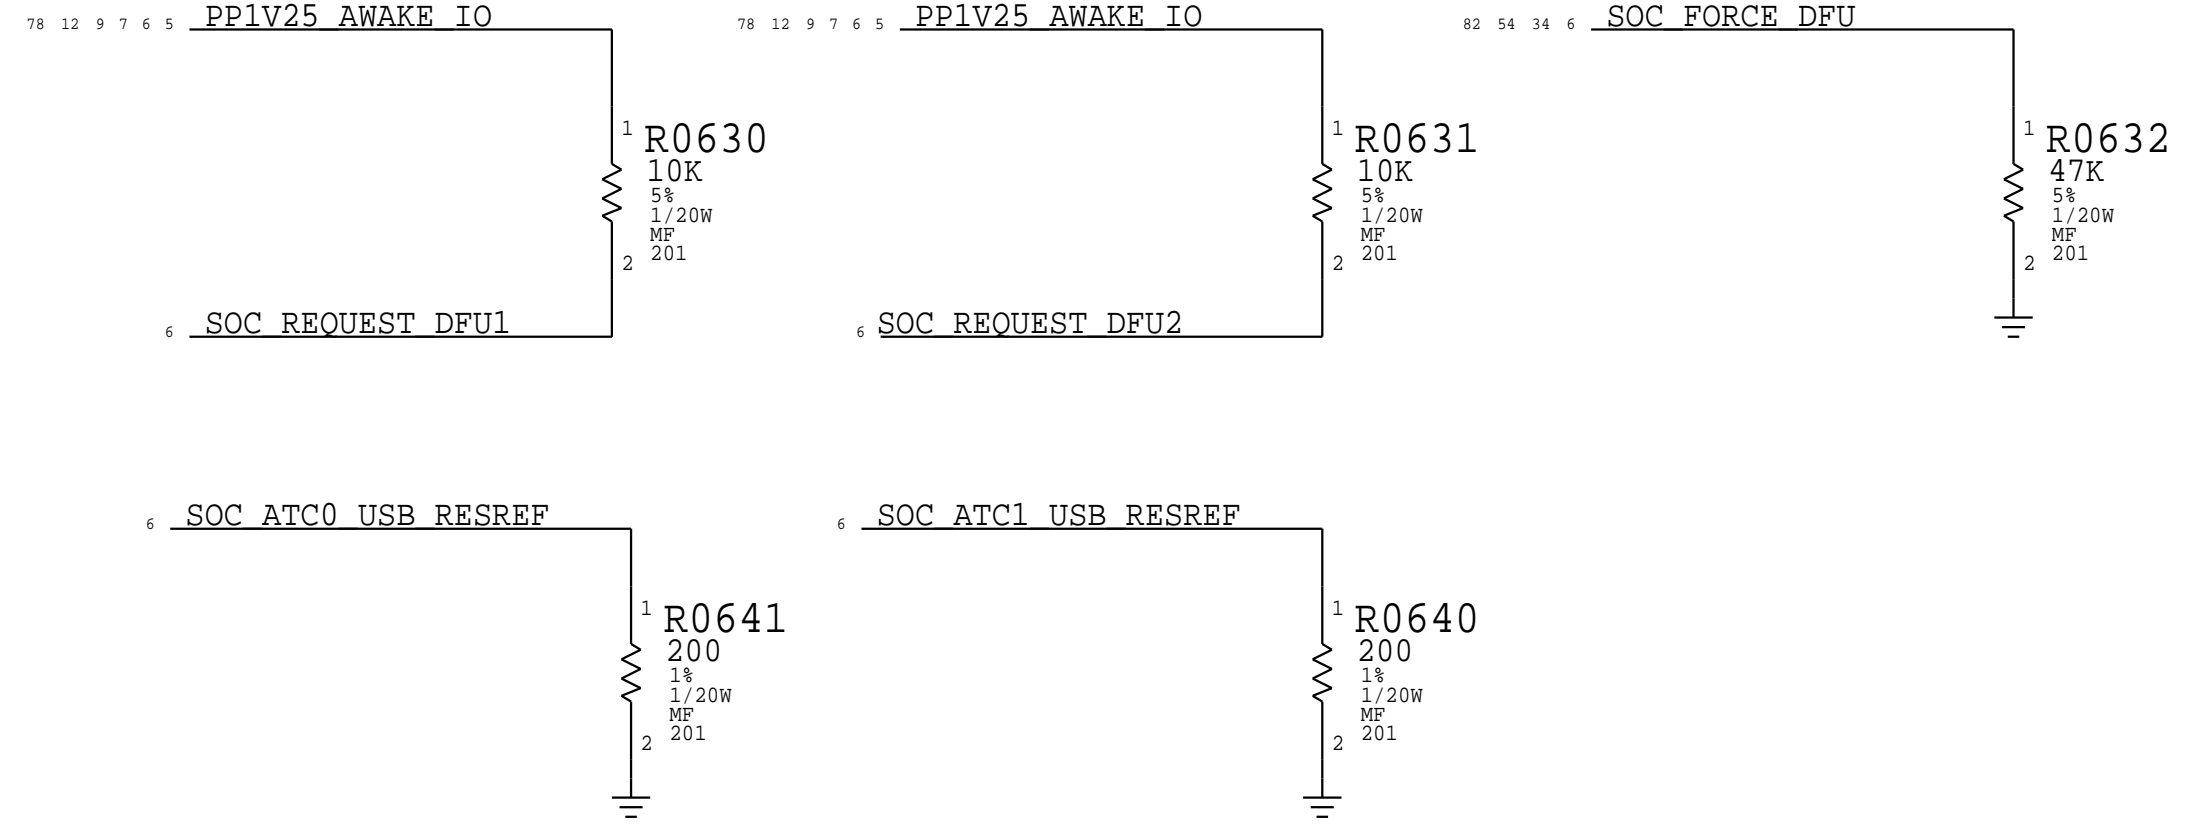 78 12 9 7 6 5 PP1V25_AWAKE_IO
1 R0630
10K
5%
1/20W
MF
201
2
6 SOC_REQUEST_DFU1
78 12 9 7 6 5 PP1V25_AWAKE_IO
1 R0631
10K
5%
1/20W
MF
201
2
6 SOC_REQUEST_DFU2
82 54 34 6 SOC_FORCE_DFU
1 R0632
47K
5%
1/20W
MF
201
2
6 SOC_ATC0_USB_RESREF
1 R0641
200
1%
1/20W
MF
201
2
6 SOC_ATC1_USB_RESREF
1 R0640
200
1%
1/20W
MF
201
2